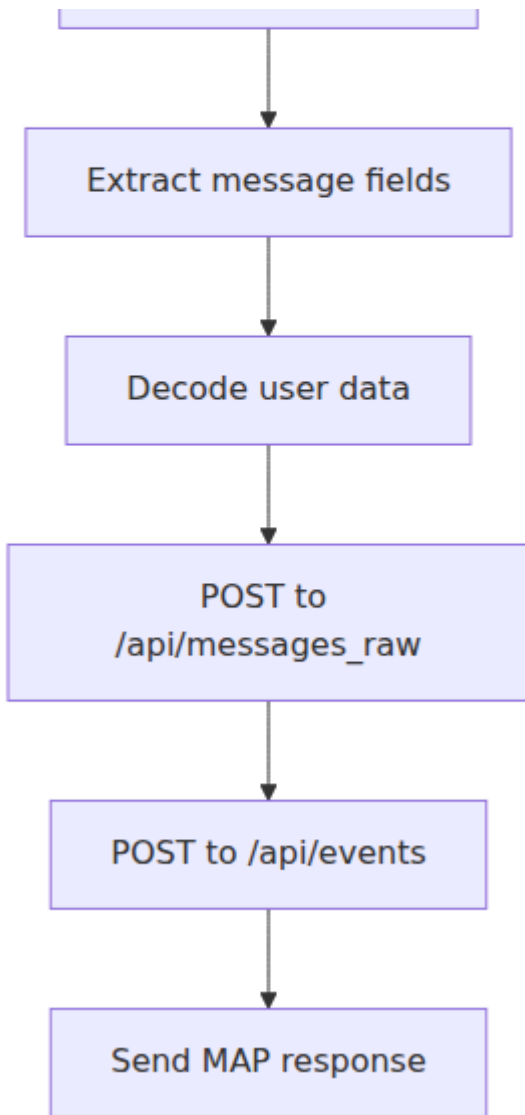 Extract message fields
Decode user data
POST to
/api/messages_raw
POST to /api/events
Send MAP response